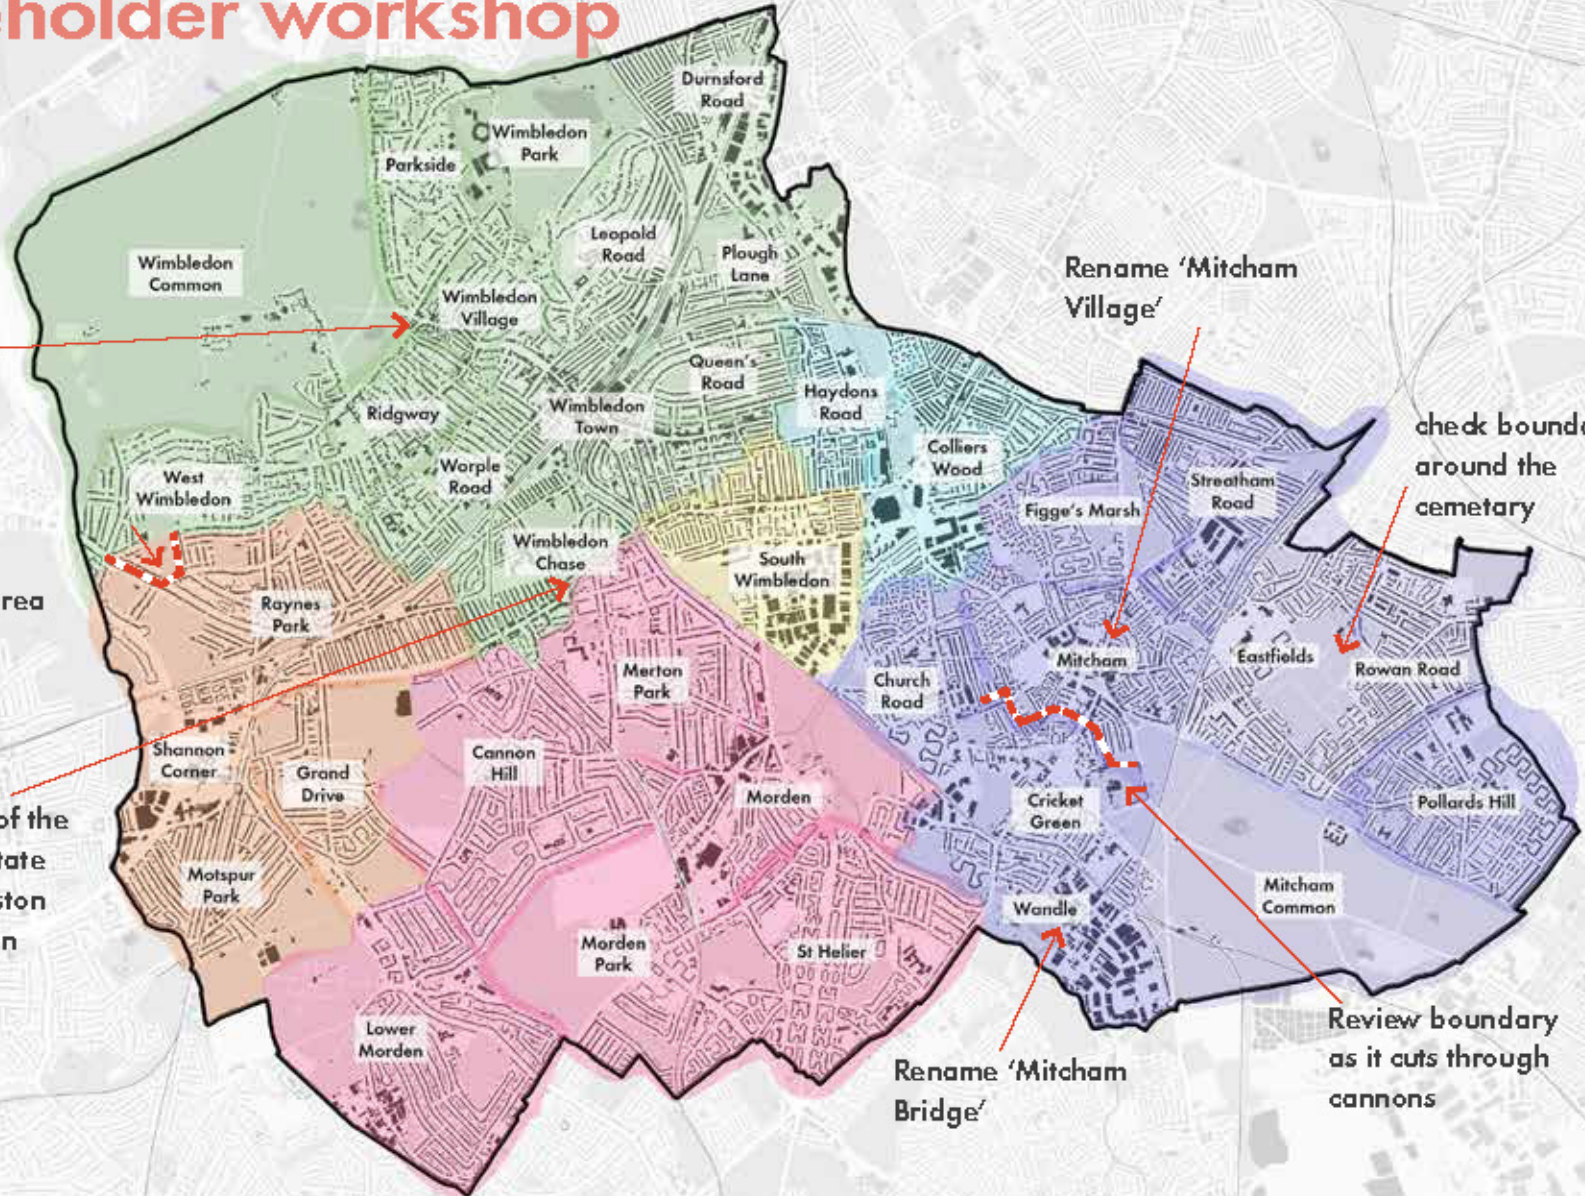 eholder workshop
Durnsford
Road
Wimbledon
Park
Parkside
Leopold
Road
Plough
Lane
Wimbledon
Common
Wimbledon
Village
Rename ‘Mitcham
Village’
Queen's
Road
Haydons
Road
Ridgway
Wimbledon
Town
Colliers
Wood
check bounda
around the
cemetary
West
Wimbledon
Worple
Road
Streatham
Road
Figge's Marsh
Wimbledon
Chase
South
Wimbledon
rea
Raynes
Park
Merton
Park
Church
Road
Mitcham
Eastfields
Rowan Road
Shannon
Corner
Grand
Drive
Cannon
Hill
Morden
Cricket
Green
Pollards Hill
of the
tate
ston
n
Motspur
Park
Morden
Park
St Helier
Wandle
Mitcham
Common
Lower
Morden
Rename ‘Mitcham
Bridge’
Review boundary
as it cuts through
cannons